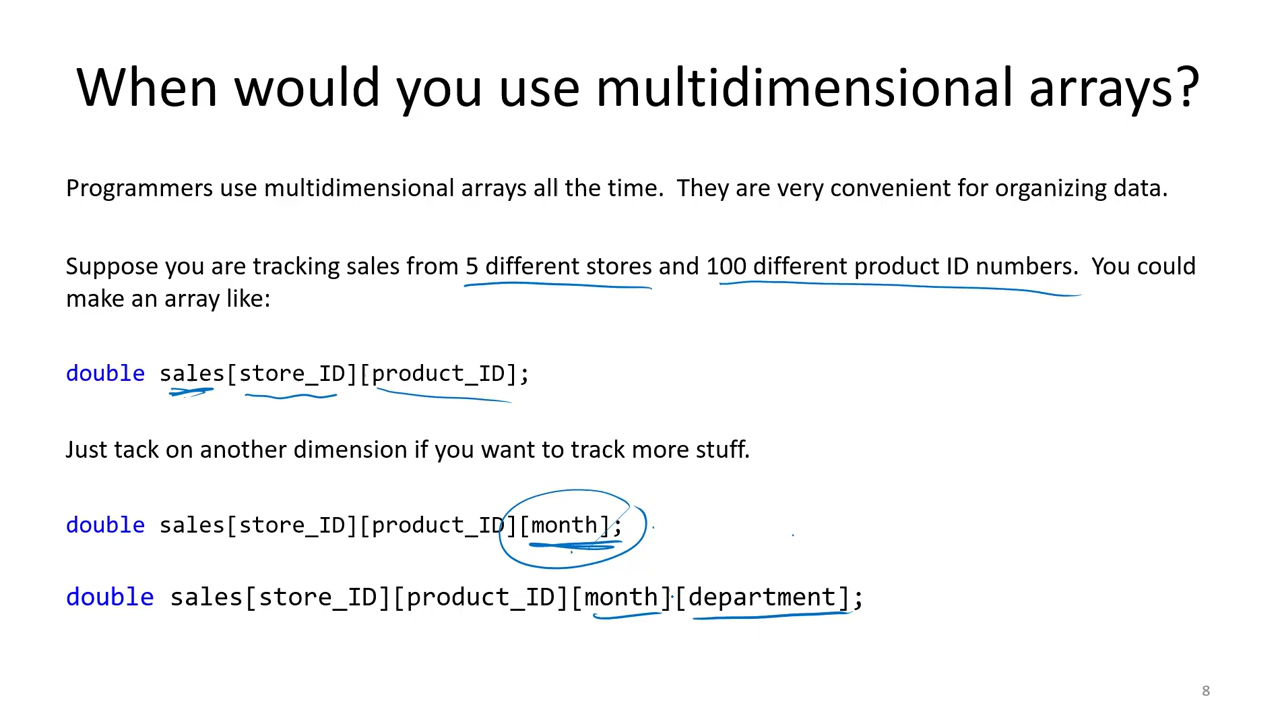 When would you use multidimensional arrays?
Programmers use multidimensional arrays all the time.  They are very convenient for organizing data.
Suppose you are tracking sales from 5 different stores and 100 different product ID numbers.  You could
make an array like:
double sales[store_ID][product_ID];
Just tack on another dimension if you want to track more stuff.
double sales[store_ID][product_ID][month];
double sales[store_ID][product_ID][month][department];
8